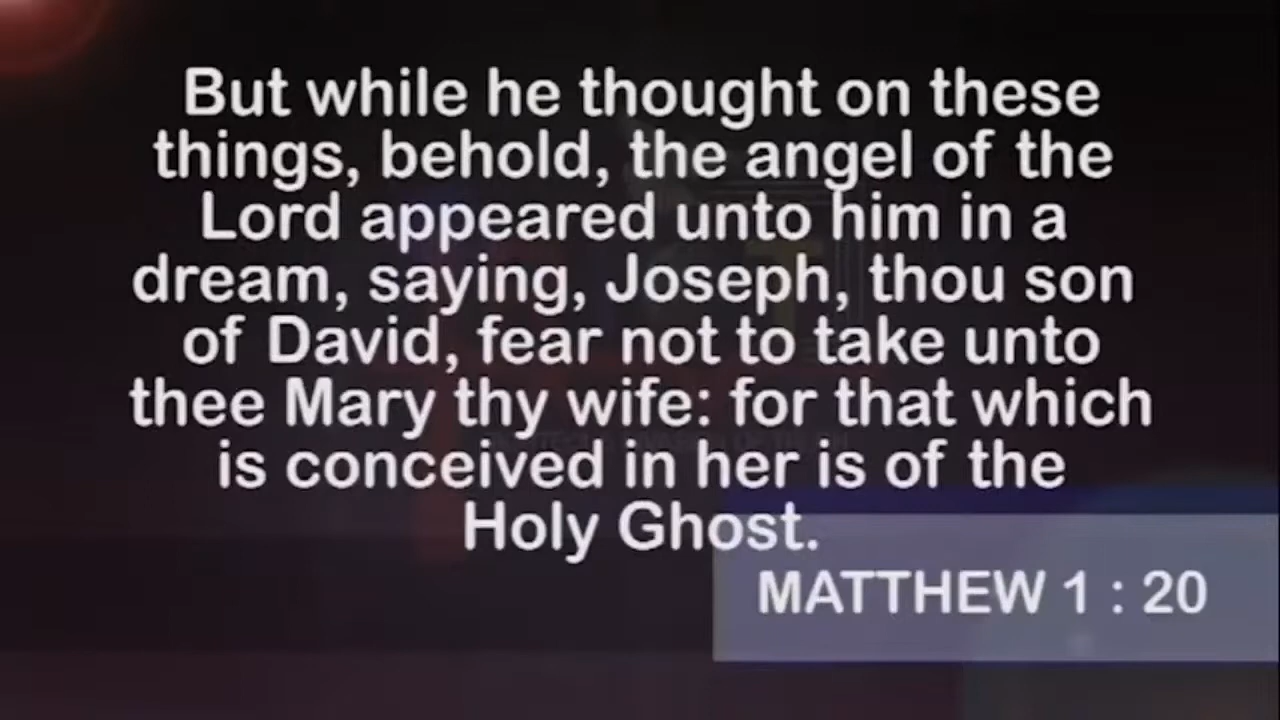 But while he thought on these
things, behold, the angel of the
Lord appeared unto him in a
dream, saying, Joseph, thou son
of David, fear not to take unto
thee Mary thy wife: for that which
is conceived in her is of the
Holy Ghost.
MATTHEW 1 : 20